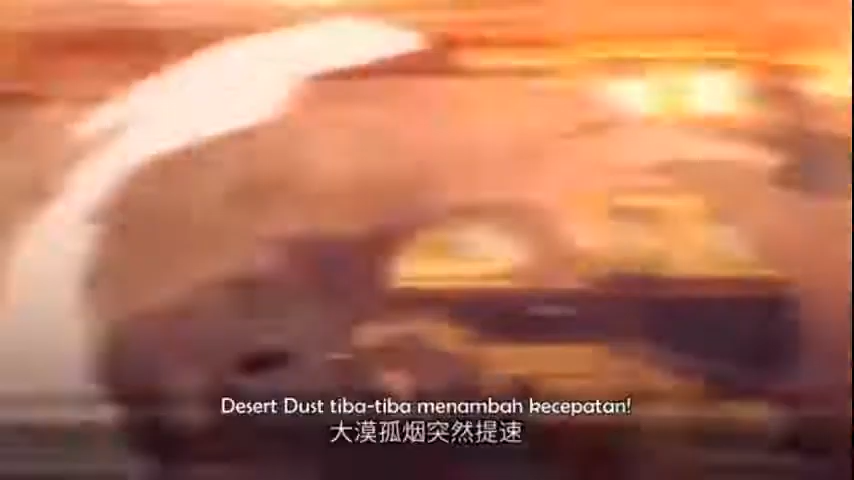 Desert Dust tiba-tiba menambah kecepatan!
大漠孤烟突然提速